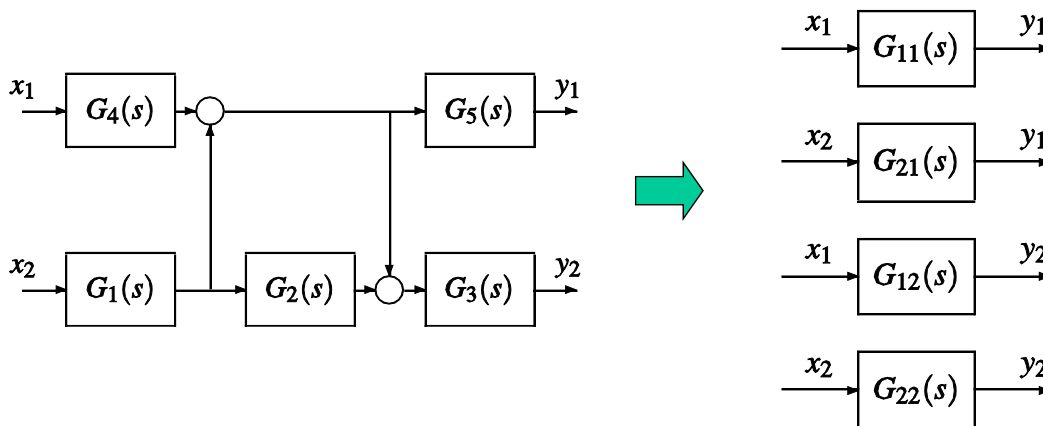 x₁ G₄(s) G₅(s) y₁
x₂ G₁(s) G₂(s) G₃(s) y₂
x₁ G₁₁(s) y₁
x₂ G₂₁(s) y₁
x₁ G₁₂(s) y₂
x₂ G₂₂(s) y₂